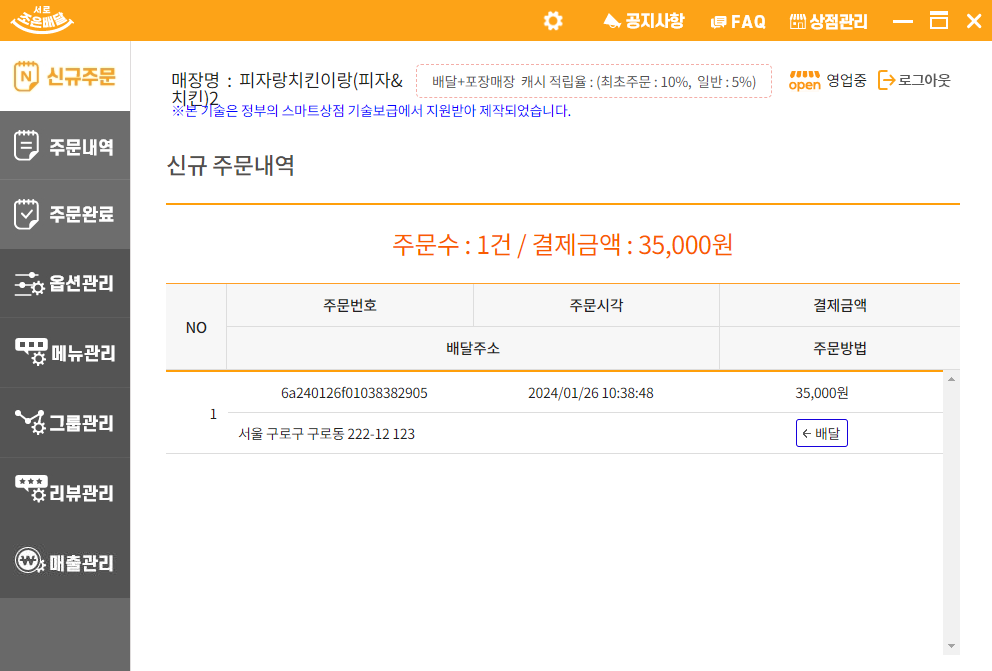 서로
조은배달
공지사항
FAQ
상점관리
N 신규주문
주문내역
주문완료
옵션관리
메뉴관리
그룹관리
리뷰관리
매출관리
매장명 : 피자랑치킨이랑(피자&
치킨)2
※본 기술은 정부의 스마트상점 기술보급에서 지원받아 제작되었습니다.
배달+포장매장 캐시 적립율 : (최초주문 : 10%, 일반 : 5%)
open 영업중
로그아웃
신규 주문내역
주문수 : 1건 / 결제금액 : 35,000원
NO
주문번호 주문시각 결제금액
배달주소 주문방법
1
6a240126f01038382905 2024/01/26 10:38:48 35,000원
서울 구로구 구로동 222-12 123 ← 배달